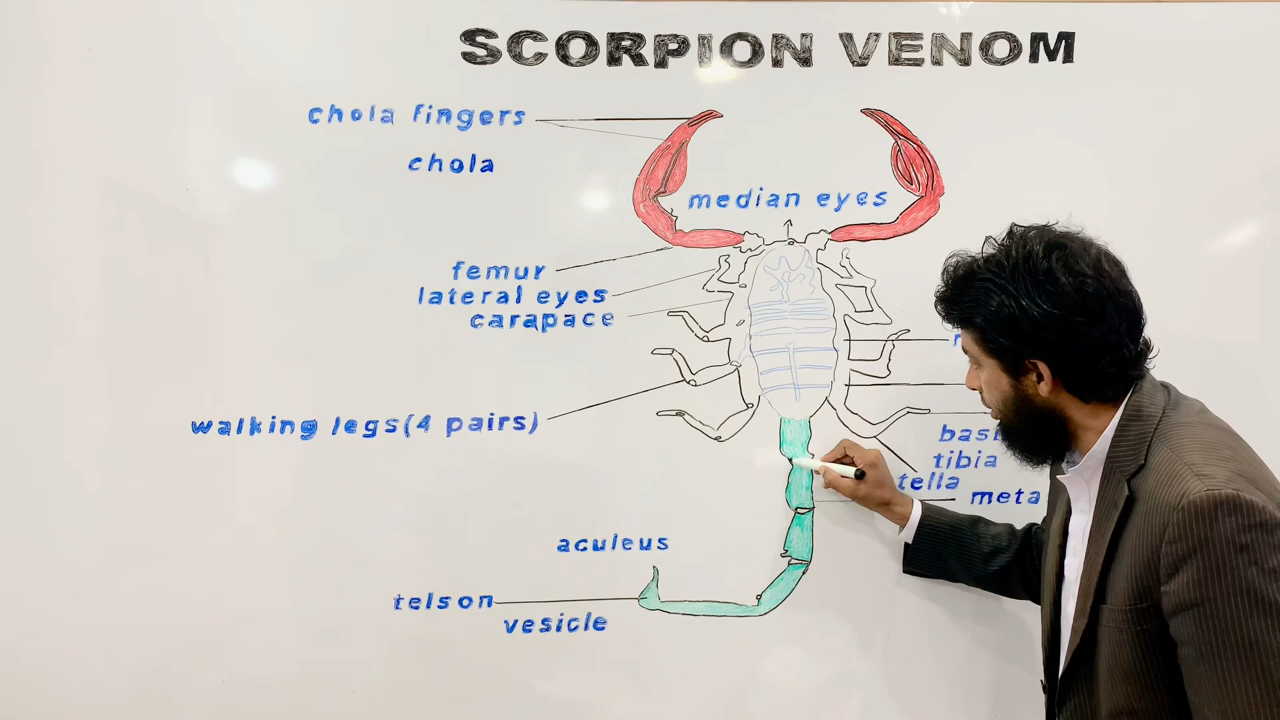 SCORPION VENOM
chola fingers
chola
median eyes
femur
lateral eyes
carapace
walking legs(4 pairs)
tibia
tella
meta
aculeus
telson
vesicle